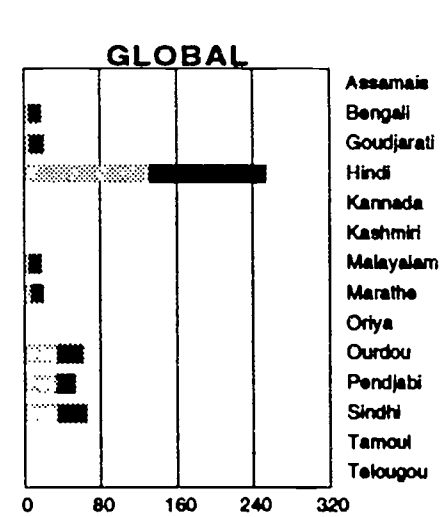 GLOBAL
Assamais
Bengali
Goudjarati
Hindi
Kannada
Kashmiri
Malayalam
Marathe
Oriya
Ourdou
Pendjabi
Sindhi
Tamoul
Telougou
0 80 160 240 320